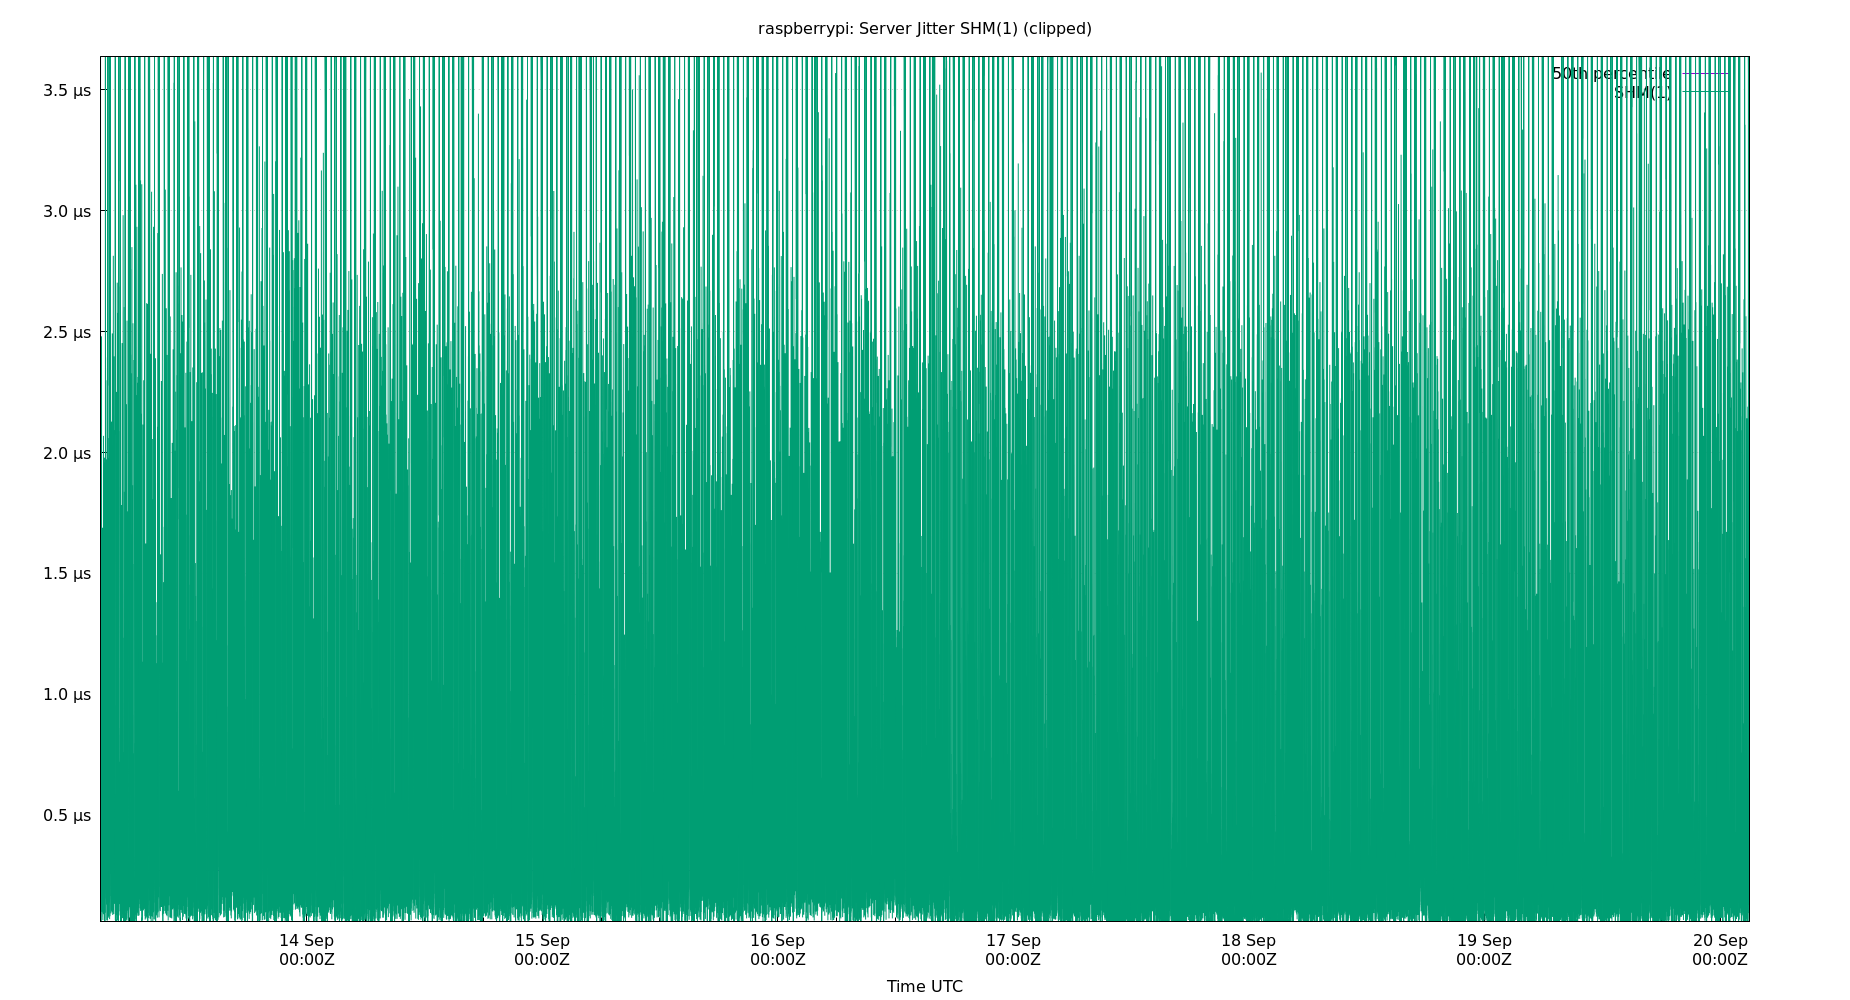 raspberrypi: Server Jitter SHM(1) (clipped)
50th percentile
SHM(1)
3.5 µs
3.0 µs
2.5 µs
2.0 µs
1.5 µs
1.0 µs
0.5 µs
14 Sep 15 Sep 16 Sep 17 Sep 18 Sep 19 Sep 20 Sep
00:00Z 00:00Z 00:00Z 00:00Z 00:00Z 00:00Z 00:00Z
Time UTC